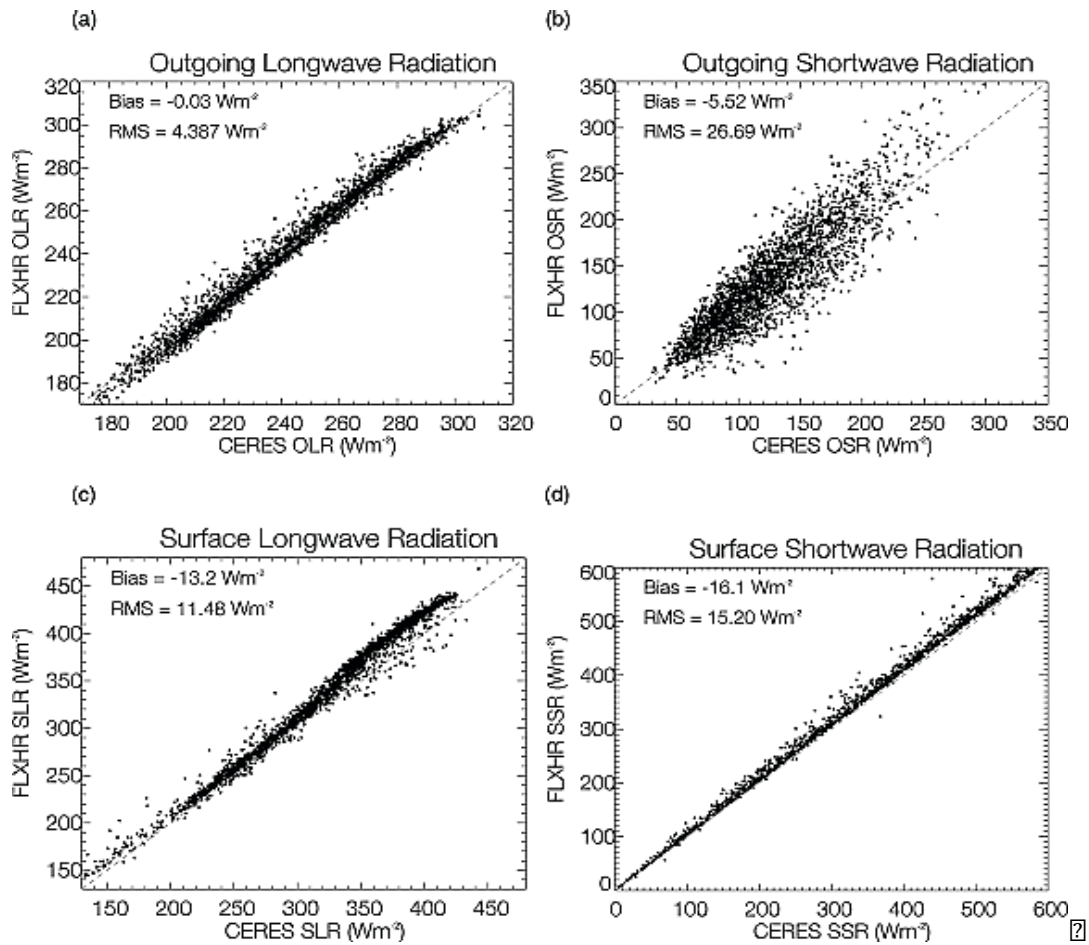 (a)
Outgoing Longwave Radiation
Bias = -0.03 Wm⁻²
RMS = 4.387 Wm⁻²
FLXHR OLR (Wm⁻²)
320
300
280
260
240
220
200
180
180 200 220 240 260 280 300 320
CERES OLR (Wm⁻²)
(b)
Outgoing Shortwave Radiation
Bias = -5.52 Wm⁻²
RMS = 26.69 Wm⁻²
FLXHR OSR (Wm⁻²)
350
300
250
200
150
100
50
0
0 50 100 150 200 250 300 350
CERES OSR (Wm⁻²)
(c)
Surface Longwave Radiation
Bias = -13.2 Wm⁻²
RMS = 11.48 Wm⁻²
FLXHR SLR (Wm⁻²)
450
400
350
300
250
200
150
150 200 250 300 350 400 450
CERES SLR (Wm⁻²)
(d)
Surface Shortwave Radiation
Bias = -16.1 Wm⁻²
RMS = 15.20 Wm⁻²
FLXHR SSR (Wm⁻²)
600
500
400
300
200
100
0
0 100 200 300 400 500 600
CERES SSR (Wm⁻²)
?